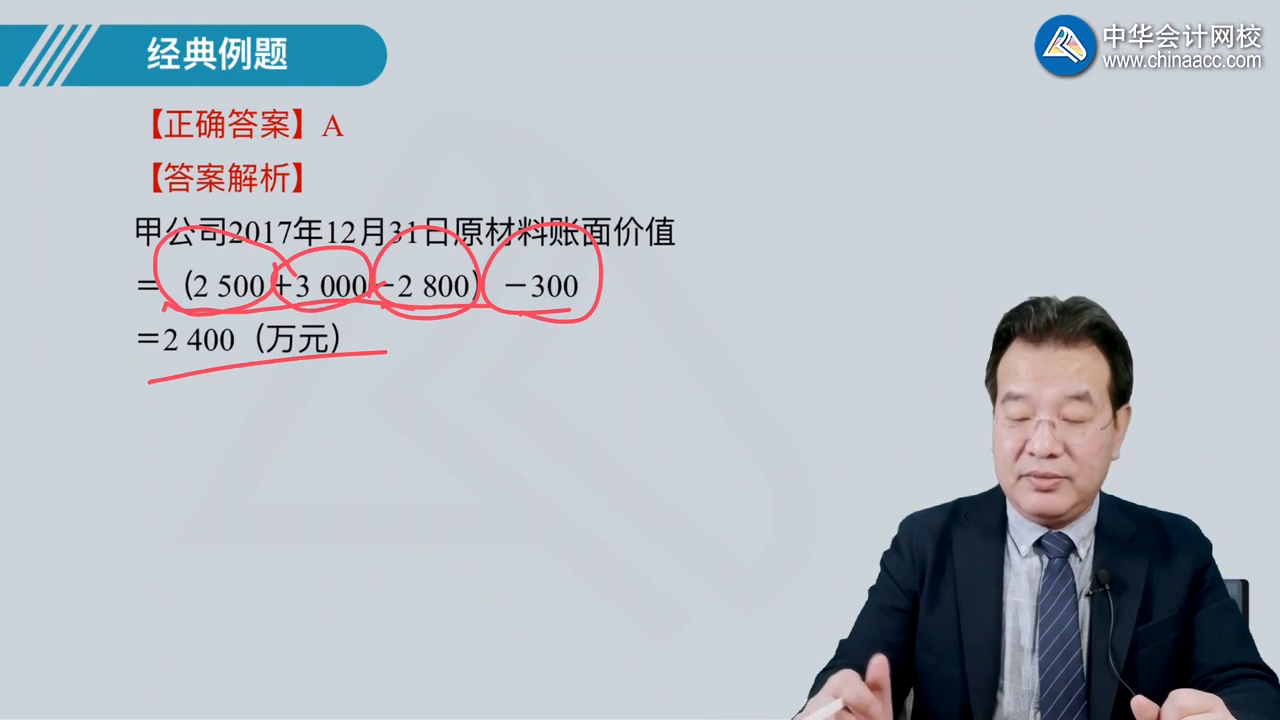 经典例题
中华会计网校
www.chinaacc.com
【正确答案】A
【答案解析】
甲公司2017年12月31日原材料账面价值
＝（2 500＋3 000－2 800）－300
＝2 400（万元）